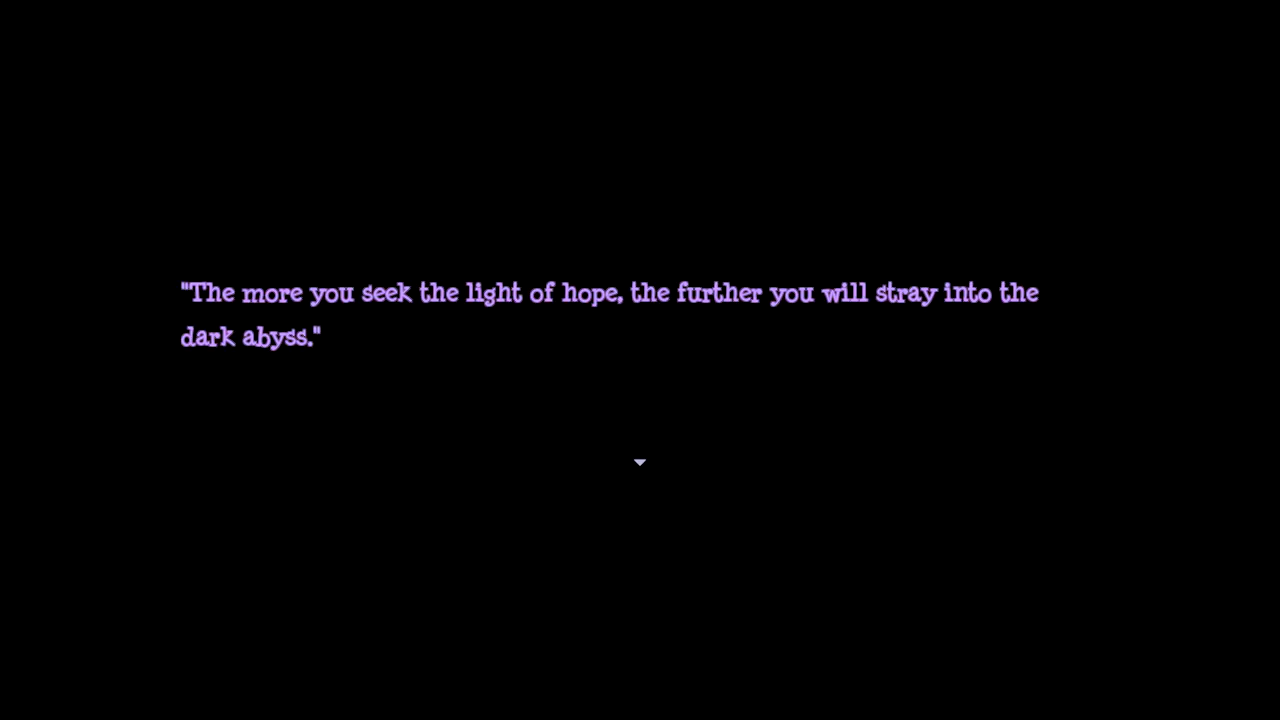 "The more you seek the light of hope, the further you will stray into the
dark abyss."